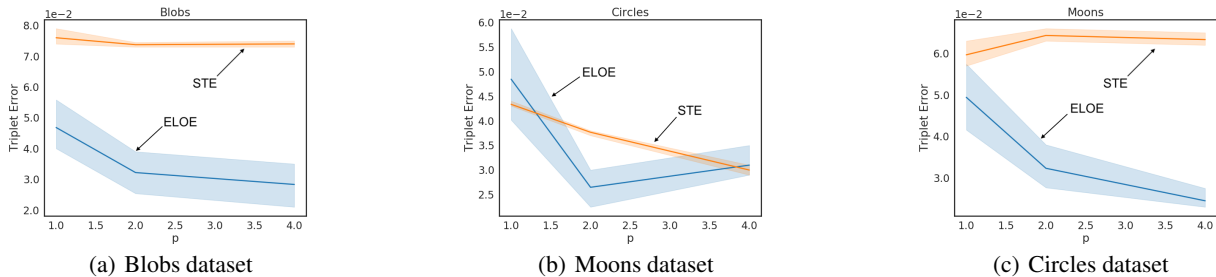 Blobs
1e−2
8.0
7.0
6.0
5.0
4.0
3.0
2.0
Triplet Error
STE
ELOE
1.0 1.5 2.0 2.5 3.0 3.5 4.0
p
(a) Blobs dataset
Circles
1e−2
6.0
5.5
5.0
4.5
4.0
3.5
3.0
2.5
Triplet Error
ELOE
STE
1.0 1.5 2.0 2.5 3.0 3.5 4.0
p
(b) Moons dataset
Moons
1e−2
6.0
5.0
4.0
3.0
Triplet Error
STE
ELOE
1.0 1.5 2.0 2.5 3.0 3.5 4.0
p
(c) Circles dataset